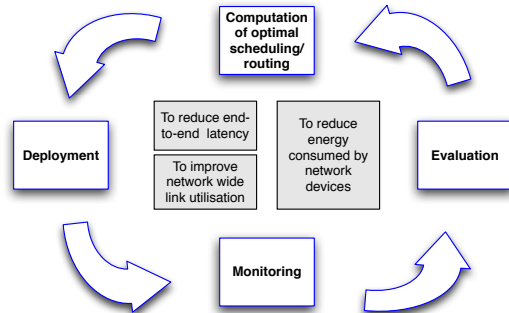 Computation
of optimal
scheduling/
routing
To reduce end-
to-end latency
To improve
network wide
link utilisation
To reduce
energy
consumed by
network
devices
Deployment
Evaluation
Monitoring